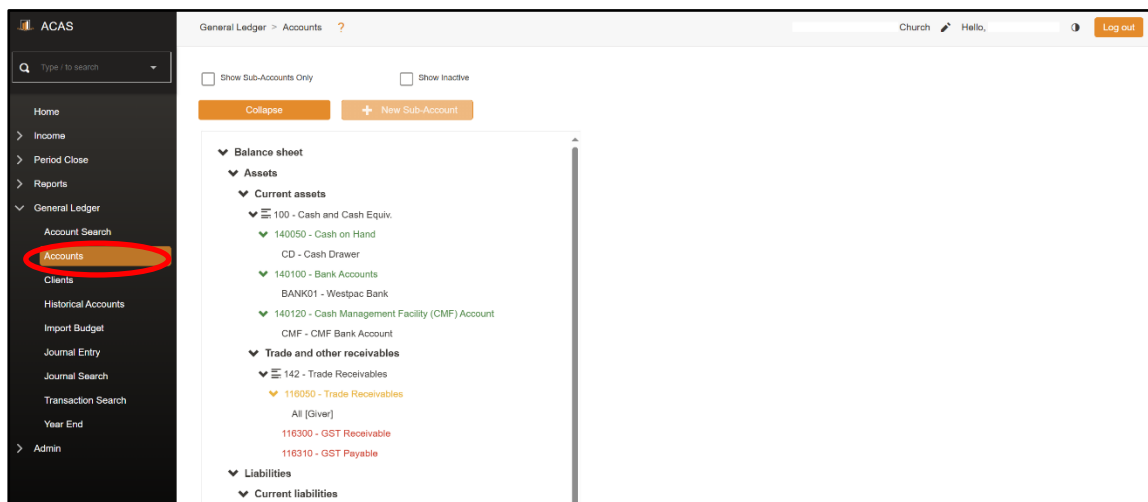 ACAS
General Ledger > Accounts ?
Church Hello,
Log out
Type / to search
Home
Income
Period Close
Reports
General Ledger
Account Search
Accounts
Clients
Historical Accounts
Import Budget
Journal Entry
Journal Search
Transaction Search
Year End
Admin
Show Sub-Accounts Only
Show Inactive
Collapse
+ New Sub-Account
Balance sheet
Assets
Current assets
100 - Cash and Cash Equiv.
140050 - Cash on Hand
CD - Cash Drawer
140100 - Bank Accounts
BANK01 - Westpac Bank
140120 - Cash Management Facility (CMF) Account
CMF - CMF Bank Account
Trade and other receivables
142 - Trade Receivables
116050 - Trade Receivables
All [Giver]
116300 - GST Receivable
116310 - GST Payable
Liabilities
Current liabilities